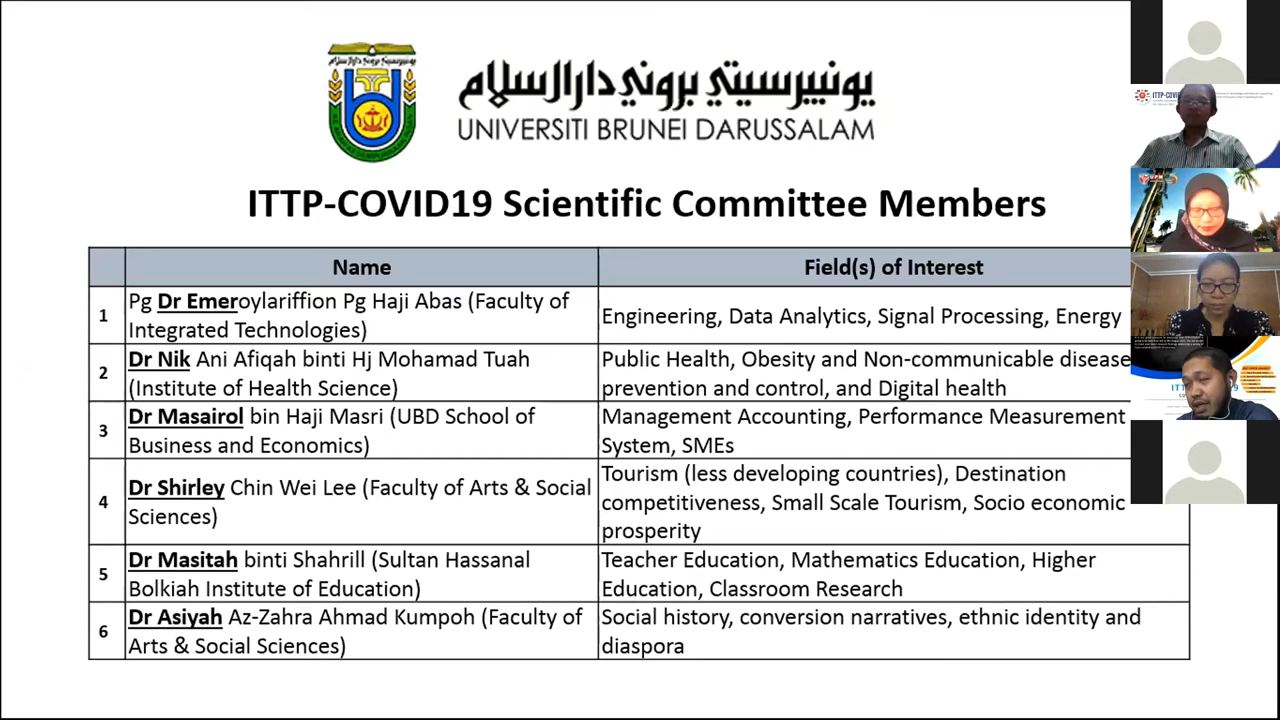 يونيبرسيتي بروني دارالسلام
UNIVERSITI BRUNEI DARUSSALAM
ITTP-COVID19 Scientific Committee Members
Name
Field(s) of Interest
1
Pg Dr Emeroylariffion Pg Haji Abas (Faculty of
Integrated Technologies)
Engineering, Data Analytics, Signal Processing, Energy
2
Dr Nik Ani Afiqah binti Hj Mohamad Tuah
(Institute of Health Science)
Public Health, Obesity and Non-communicable disease
prevention and control, and Digital health
3
Dr Masairol bin Haji Masri (UBD School of
Business and Economics)
Management Accounting, Performance Measurement
System, SMEs
4
Dr Shirley Chin Wei Lee (Faculty of Arts & Social
Sciences)
Tourism (less developing countries), Destination
competitiveness, Small Scale Tourism, Socio economic
prosperity
5
Dr Masitah binti Shahrill (Sultan Hassanal
Bolkiah Institute of Education)
Teacher Education, Mathematics Education, Higher
Education, Classroom Research
6
Dr Asiyah Az-Zahra Ahmad Kumpoh (Faculty of
Arts & Social Sciences)
Social history, conversion narratives, ethnic identity and
diaspora